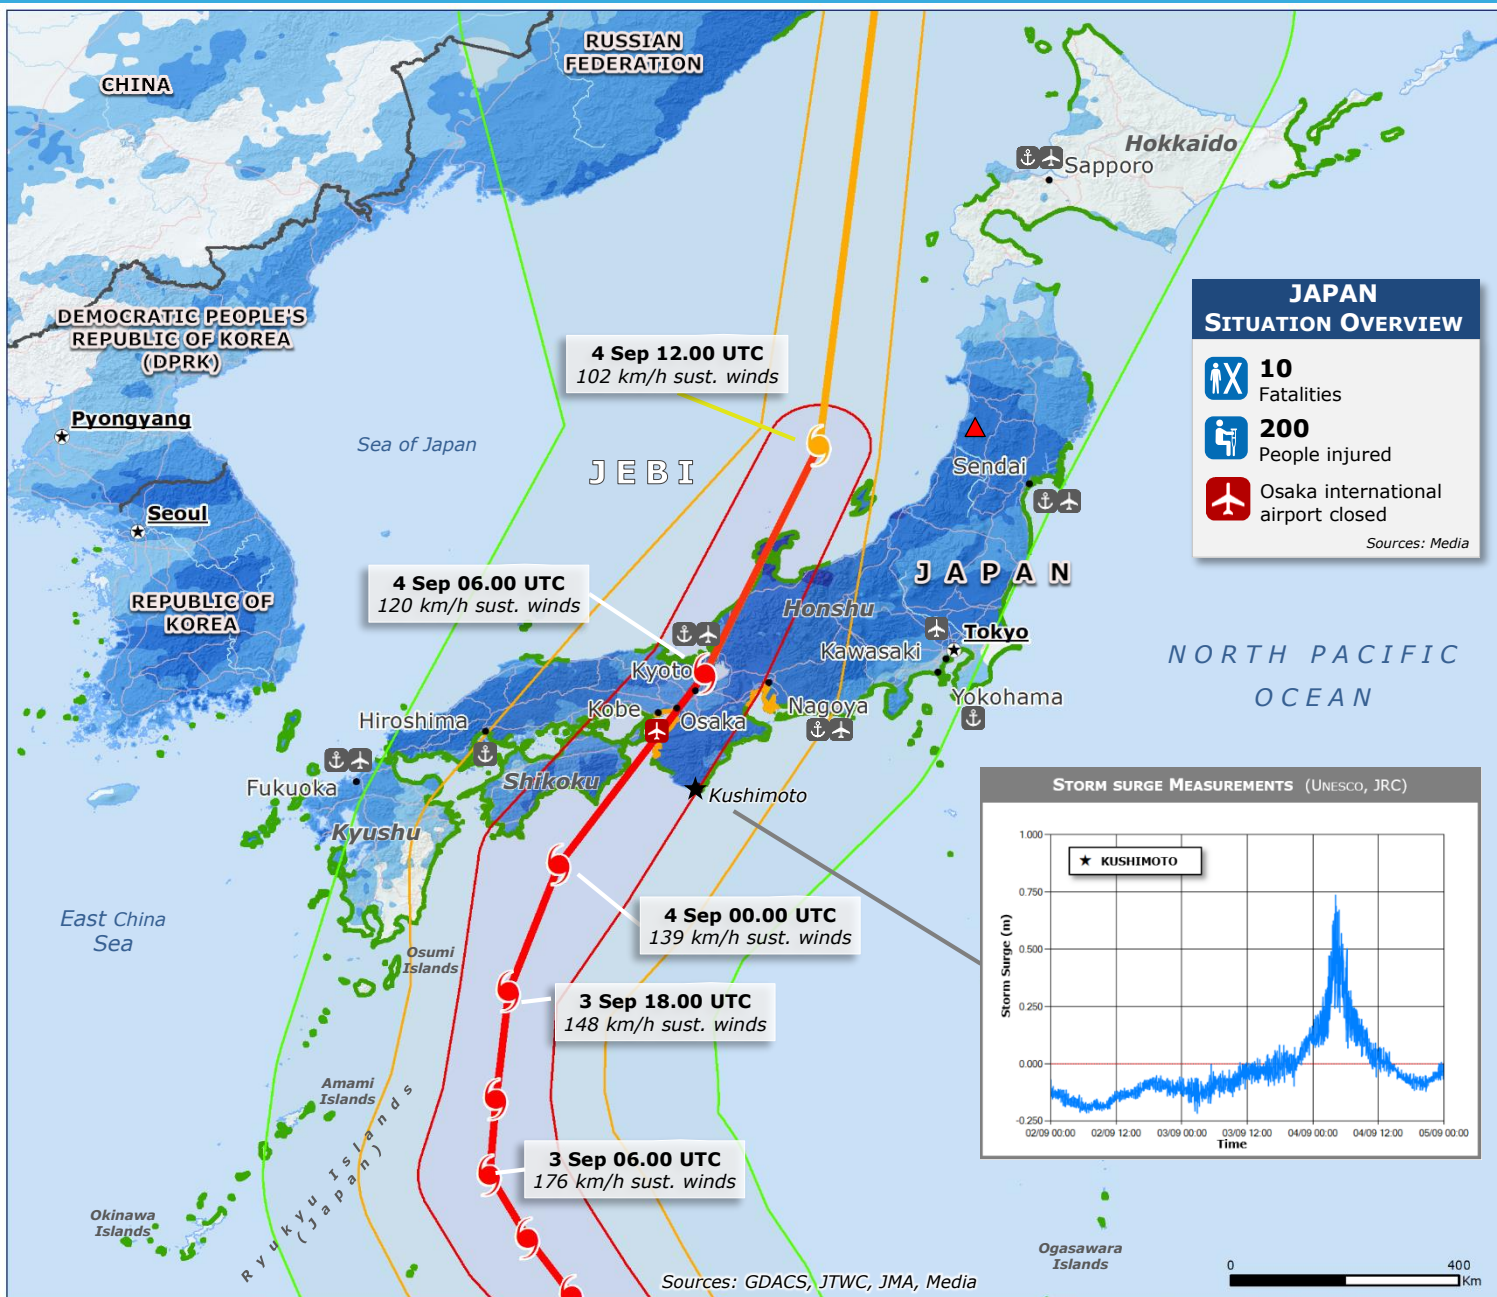 RUSSIAN
FEDERATION
CHINA
Hokkaido
Sapporo
JAPAN
SITUATION OVERVIEW
10
Fatalities
200
People injured
Osaka international
airport closed
Sources: Media
DEMOCRATIC PEOPLE'S
REPUBLIC OF KOREA
(DPRK)
4 Sep 12.00 UTC
102 km/h sust. winds
Pyongyang
Sea of Japan
JEBI
Sendai
Seoul
4 Sep 06.00 UTC
120 km/h sust. winds
JAPAN
REPUBLIC OF
KOREA
Honshu
Tokyo
Kawasaki
NORTH PACIFIC
OCEAN
Kyoto
Yokohama
Kobe
Osaka
Nagoya
Hiroshima
Shikoku
Fukuoka
Kushimoto
Kyushu
STORM SURGE MEASUREMENTS (UNESCO, JRC)
1.000
0.750
0.500
0.250
0.000
-0.250
Storm Surge (m)
★ KUSHIMOTO
02/09 00:00 02/09 12:00 03/09 00:00 03/09 12:00 04/09 00:00 04/09 12:00 05/09 00:00
Time
East China
Sea
4 Sep 00.00 UTC
139 km/h sust. winds
Osumi
Islands
3 Sep 18.00 UTC
148 km/h sust. winds
Amami
Islands
Ryukyu Islands
(Japan)
3 Sep 06.00 UTC
176 km/h sust. winds
Okinawa
Islands
Ogasawara
Islands
Sources: GDACS, JTWC, JMA, Media
0 400
Km